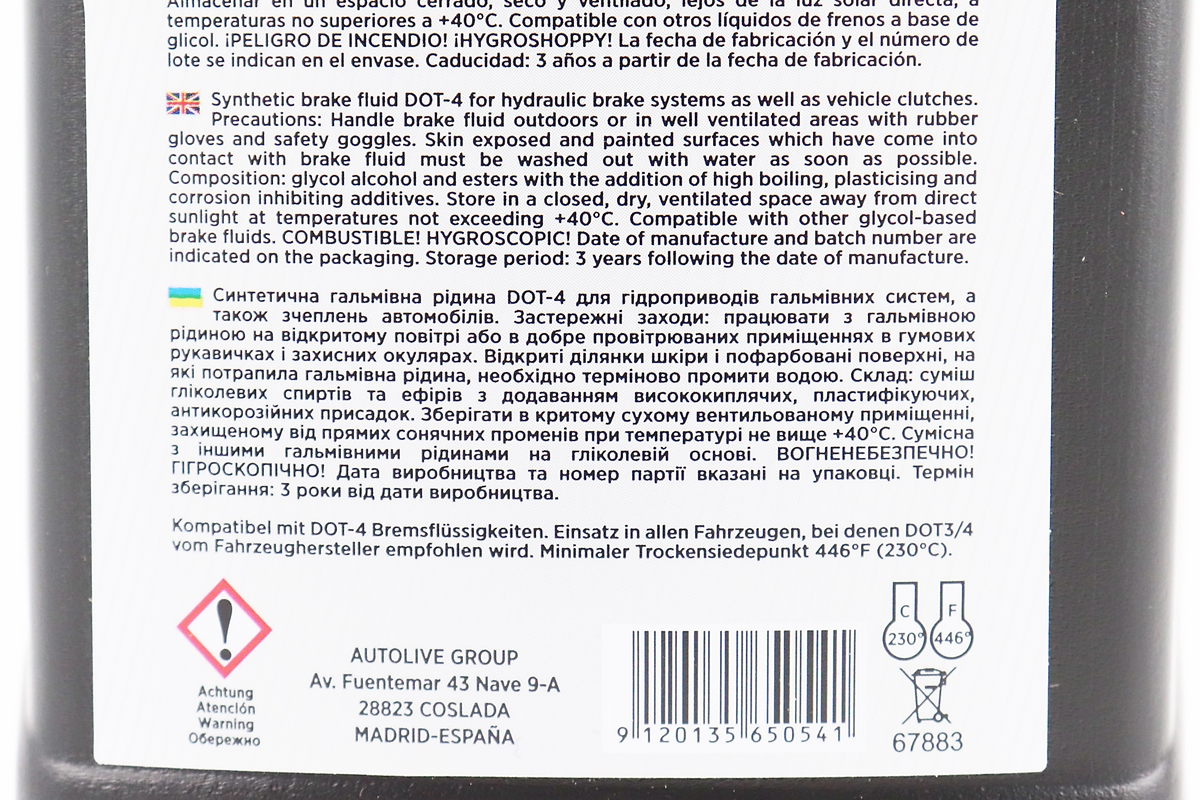 Almacenar en un espacio cerrado, seco y ventilado, lejos de la luz solar directa, a
temperaturas no superiores a +40°C. Compatible con otros líquidos de frenos a base de
glicol. ¡PELIGRO DE INCENDIO! ¡HYGROSHOPPY! La fecha de fabricación y el número de
lote se indican en el envase. Caducidad: 3 años a partir de la fecha de fabricación.
Synthetic brake fluid DOT-4 for hydraulic brake systems as well as vehicle clutches.
Precautions: Handle brake fluid outdoors or in well ventilated areas with rubber
gloves and safety goggles. Skin exposed and painted surfaces which have come into
contact with brake fluid must be washed out with water as soon as possible.
Composition: glycol alcohol and esters with the addition of high boiling, plasticising and
corrosion inhibiting additives. Store in a closed, dry, ventilated space away from direct
sunlight at temperatures not exceeding +40°C. Compatible with other glycol-based
brake fluids. COMBUSTIBLE! HYGROSCOPIC! Date of manufacture and batch number are
indicated on the packaging. Storage period: 3 years following the date of manufacture.
Синтетична гальмівна рідина DOT-4 для гідроприводів гальмівних систем, а
також зчеплень автомобілів. Застережні заходи: працювати з гальмівною
рідиною на відкритому повітрі або в добре провітрюваних приміщеннях в гумових
рукавичках і захисних окулярах. Відкриті ділянки шкіри і пофарбовані поверхні, на
які потрапила гальмівна рідина, необхідно терміново промити водою. Склад: суміш
гліколевих спиртів та ефірів з додаванням висококиплячих, пластифікуючих,
антикорозійних присадок. Зберігати в критому сухому вентильованому приміщенні,
захищеному від прямих сонячних променів при температурі не вище +40°С. Сумісна
з іншими гальмівними рідинами на гліколевій основі. ВОГНЕНЕБЕЗПЕЧНО!
ГІГРОСКОПІЧНО! Дата виробництва та номер партії вказані на упаковці. Термін
зберігання: 3 роки від дати виробництва.
Kompatibel mit DOT-4 Bremsflüssigkeiten. Einsatz in allen Fahrzeugen, bei denen DOT3/4
vom Fahrzeughersteller empfohlen wird. Minimaler Trockensiedepunkt 446°F (230°C).
Achtung
Atención
Warning
Обережно
AUTOLIVE GROUP
Av. Fuentemar 43 Nave 9-A
28823 COSLADA
MADRID-ESPAÑA
9 120135 650541
C F
230° 446°
67883